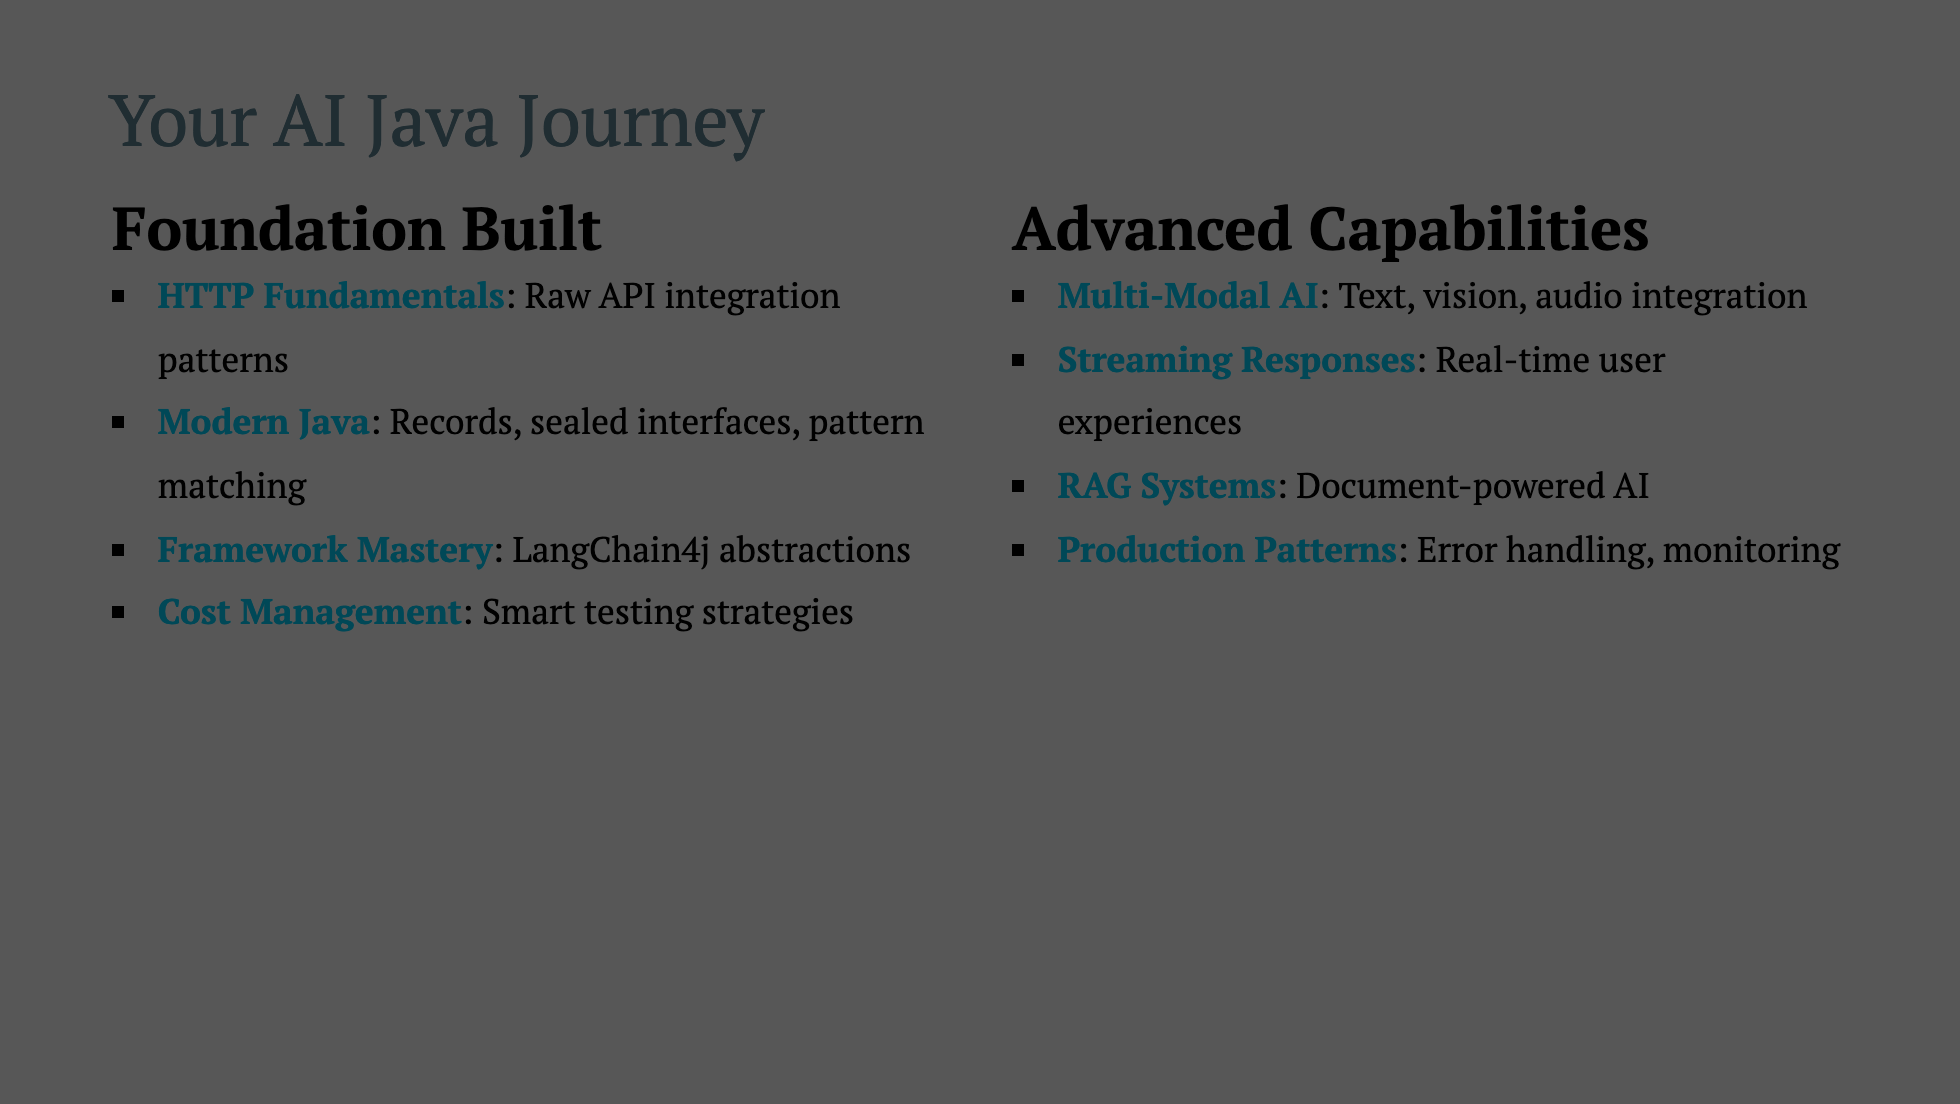 Your AI Java Journey
Foundation Built
HTTP Fundamentals: Raw API integration
patterns
Modern Java: Records, sealed interfaces, pattern
matching
Framework Mastery: LangChain4j abstractions
Cost Management: Smart testing strategies
Advanced Capabilities
Multi-Modal AI: Text, vision, audio integration
Streaming Responses: Real-time user
experiences
RAG Systems: Document-powered AI
Production Patterns: Error handling, monitoring